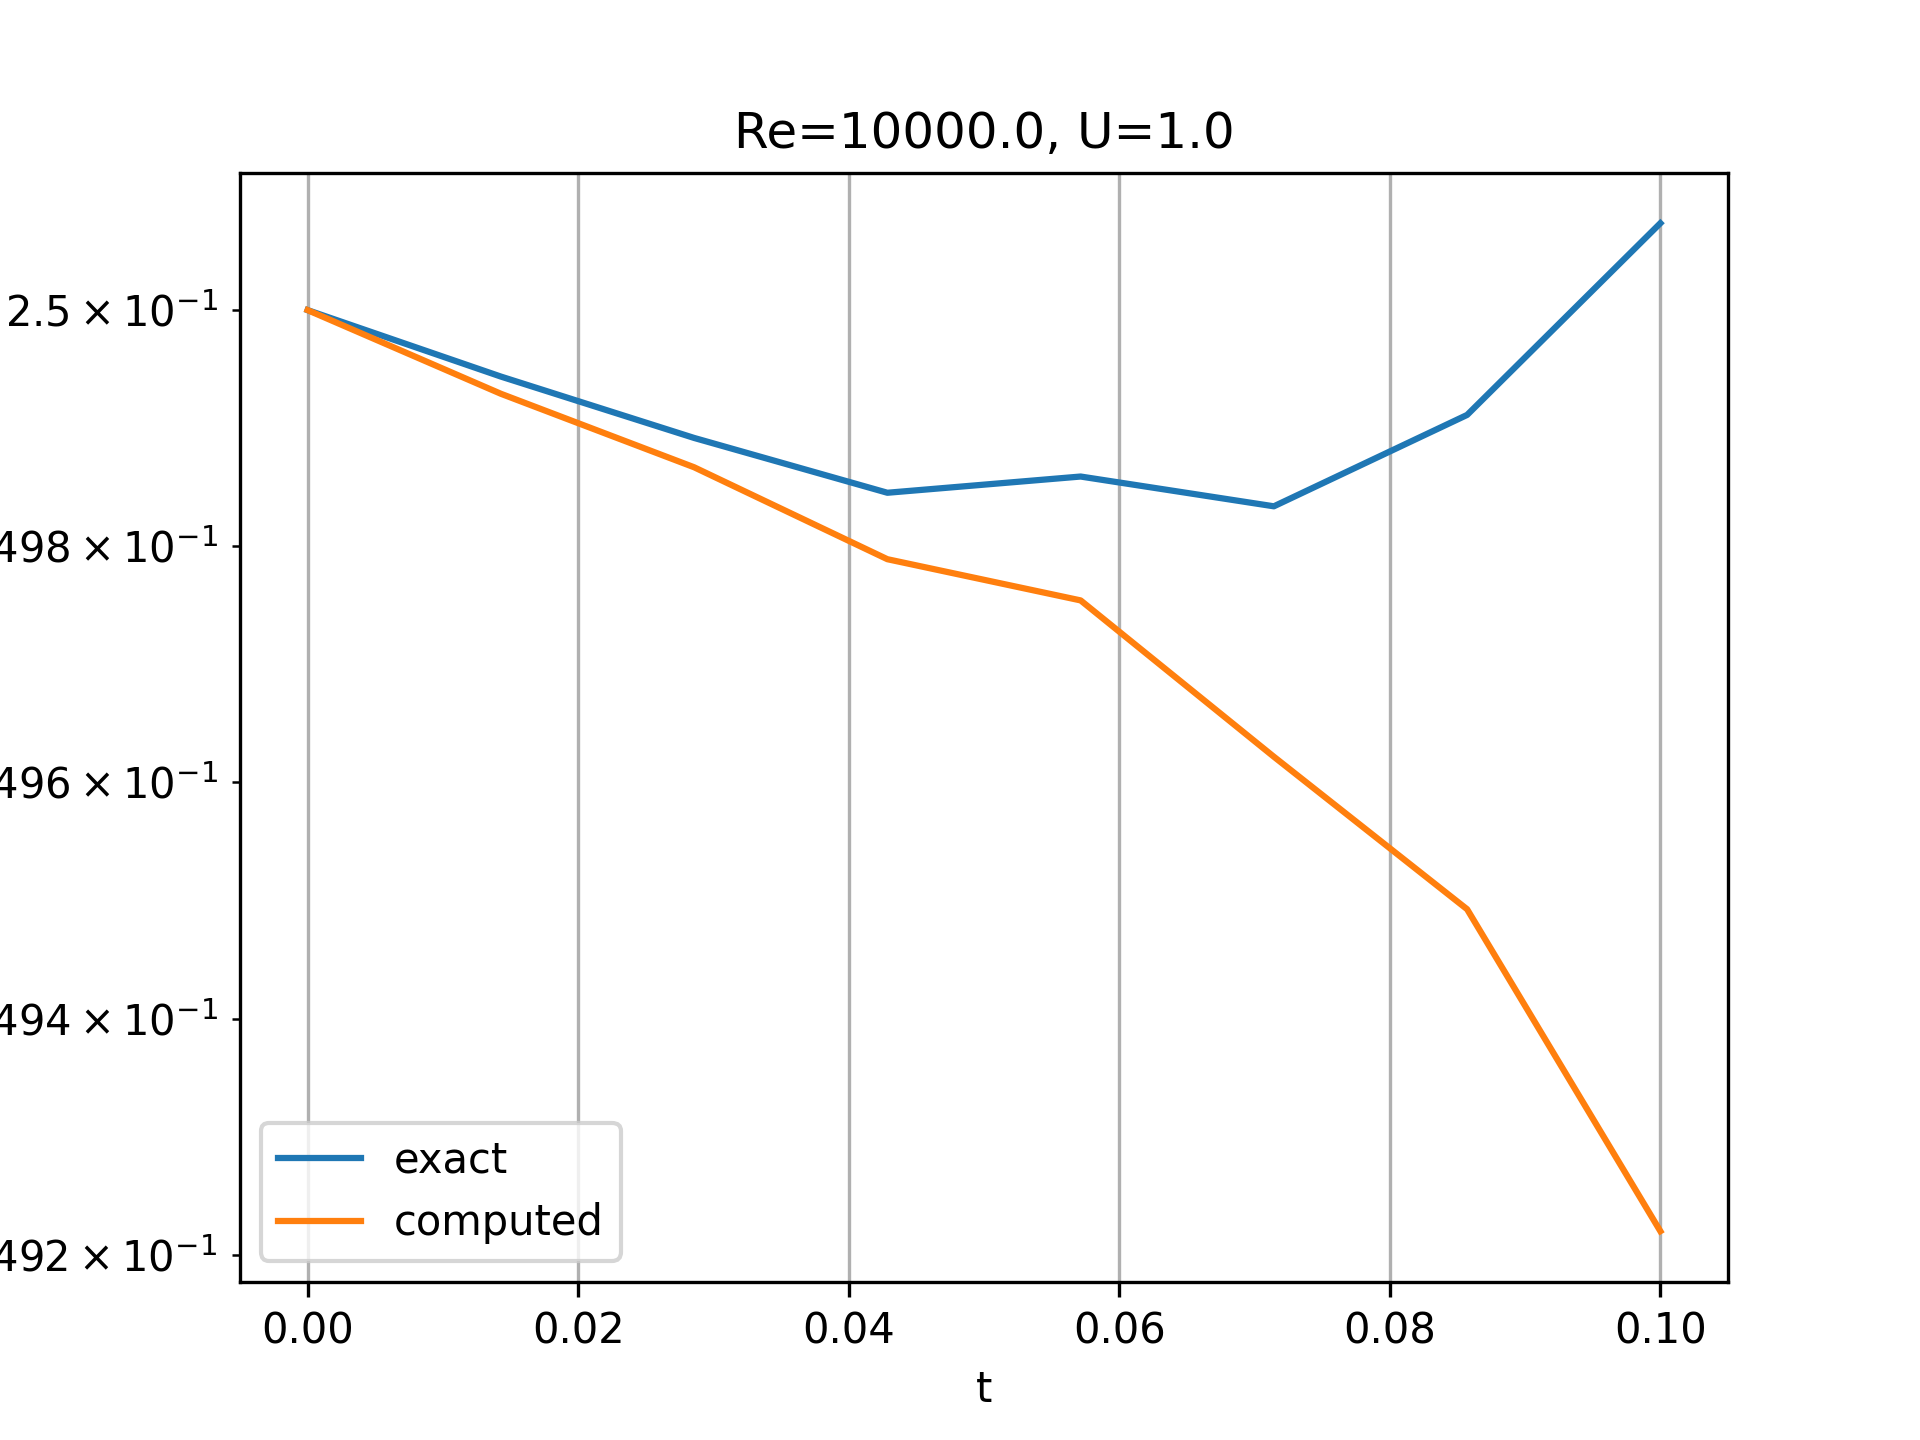 Re=10000.0, U=1.0
2.5 × 10⁻¹
498 × 10⁻¹
496 × 10⁻¹
494 × 10⁻¹
492 × 10⁻¹
exact
computed
0.00 0.02 0.04 0.06 0.08 0.10
t